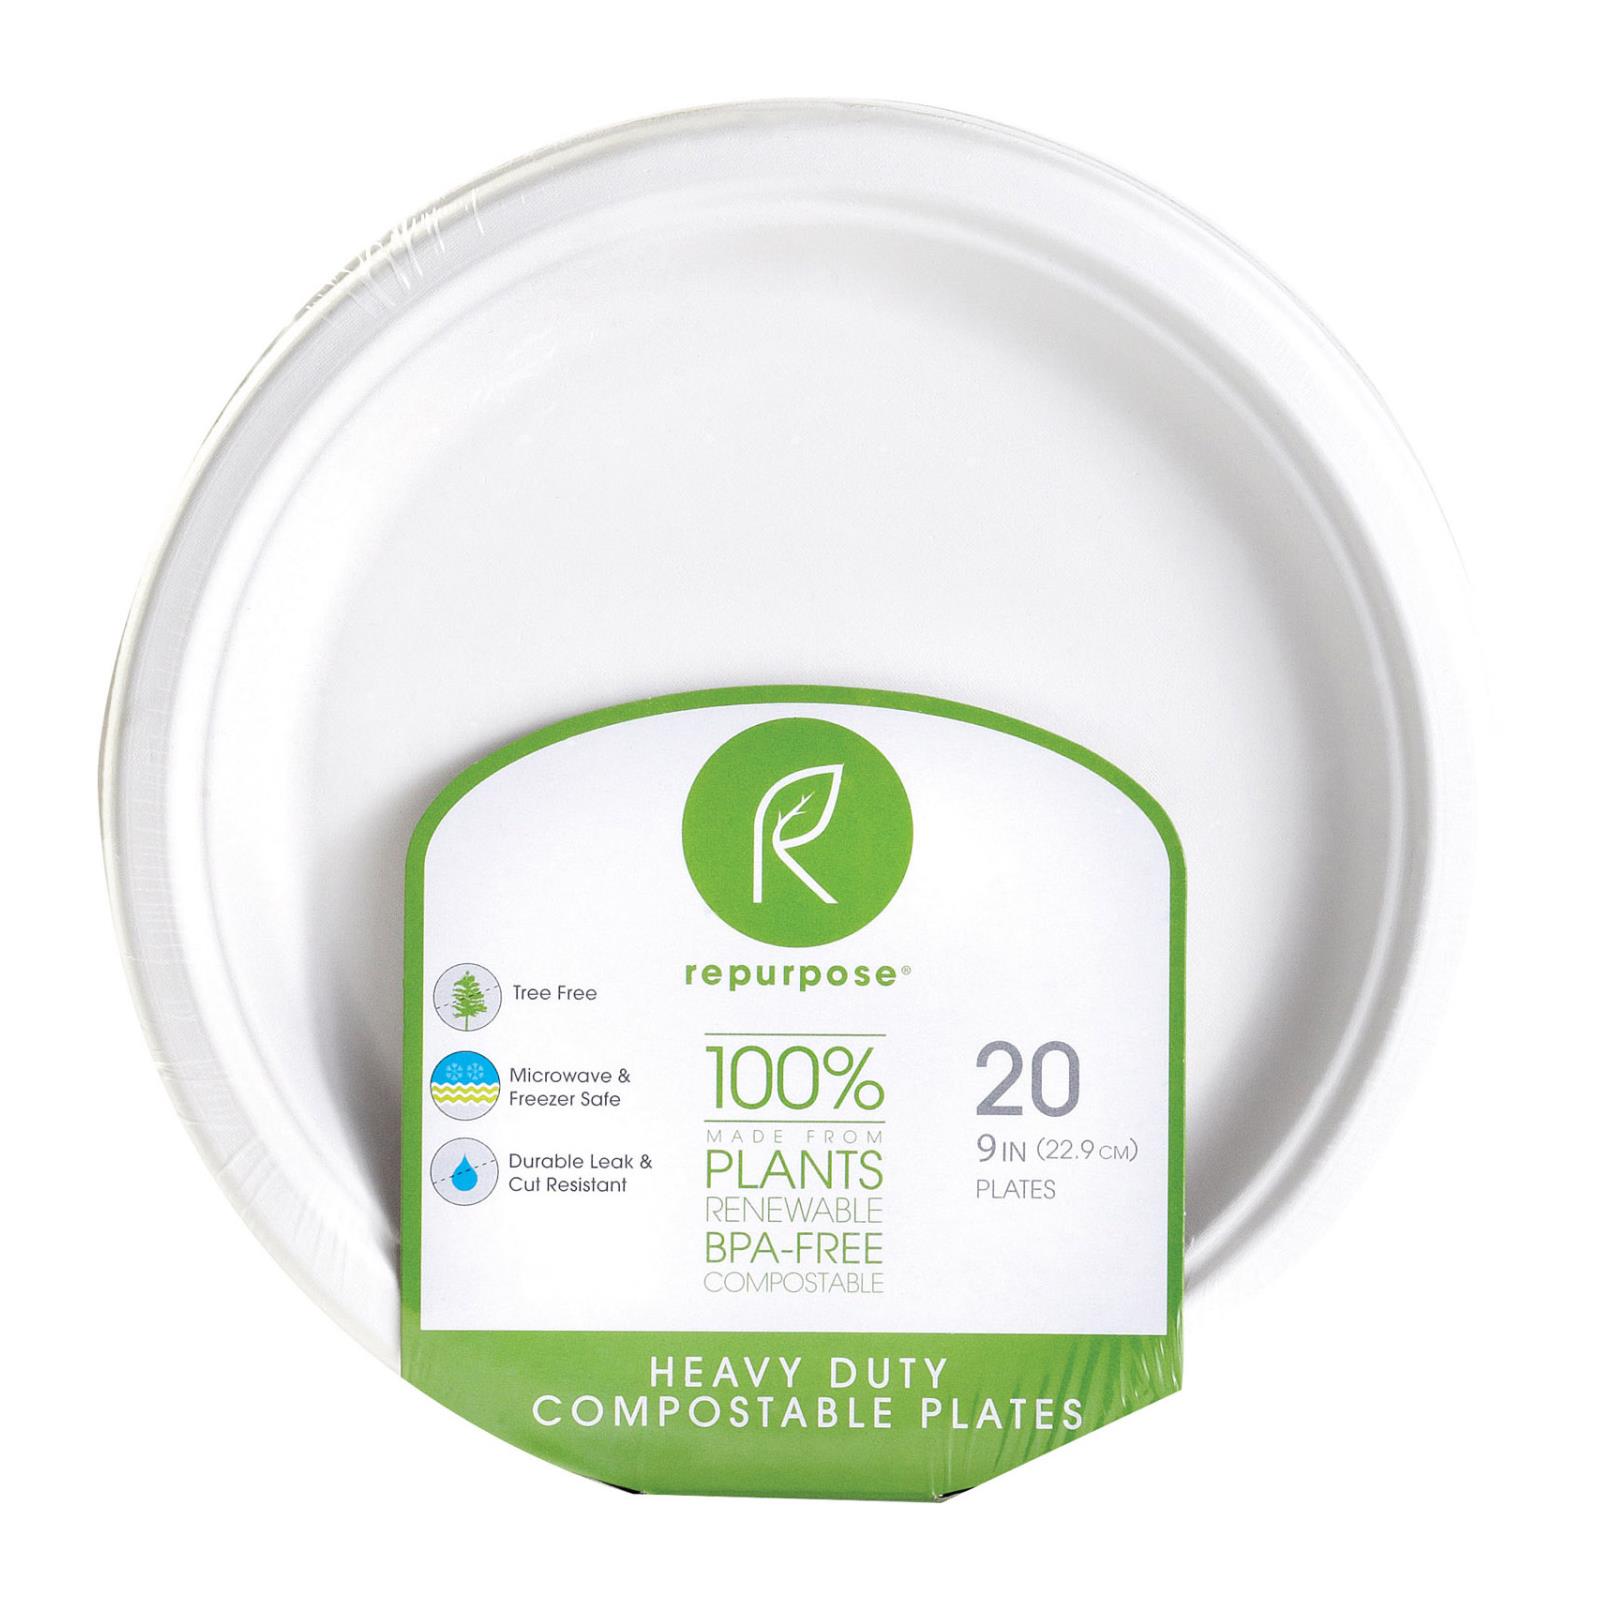 repurpose®
Tree Free
Microwave &
Freezer Safe
Durable Leak &
Cut Resistant
100%
MADE FROM
PLANTS
RENEWABLE
BPA-FREE
COMPOSTABLE
20
9 IN (22.9 CM)
PLATES
HEAVY DUTY
COMPOSTABLE PLATES